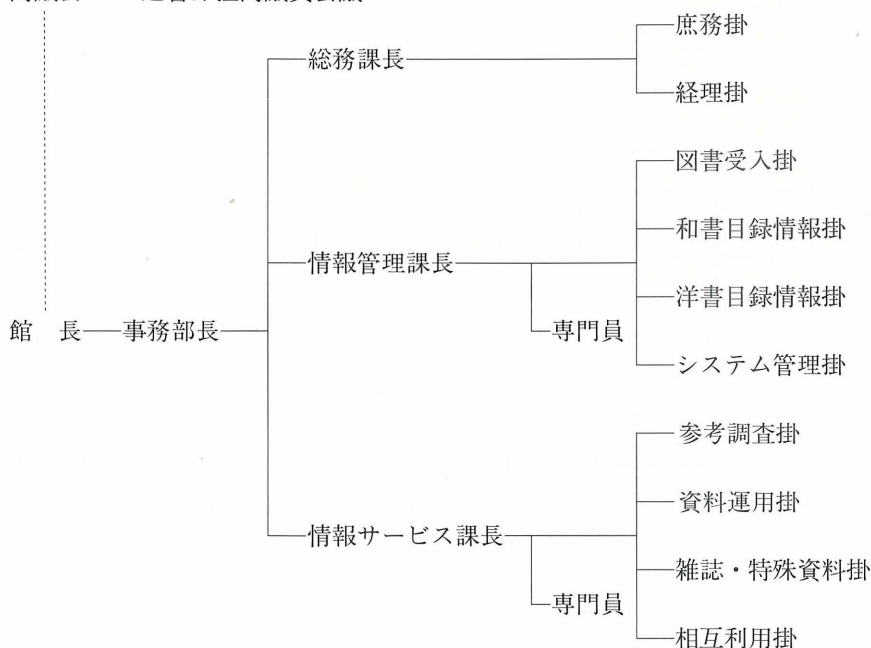 庶務掛
総務課長
経理掛
図書受入掛
和書目録情報掛
情報管理課長
洋書目録情報掛
館 長 事務部長 専門員
システム管理掛
参考調査掛
資料運用掛
情報サービス課長
雑誌・特殊資料掛
専門員
相互利用掛